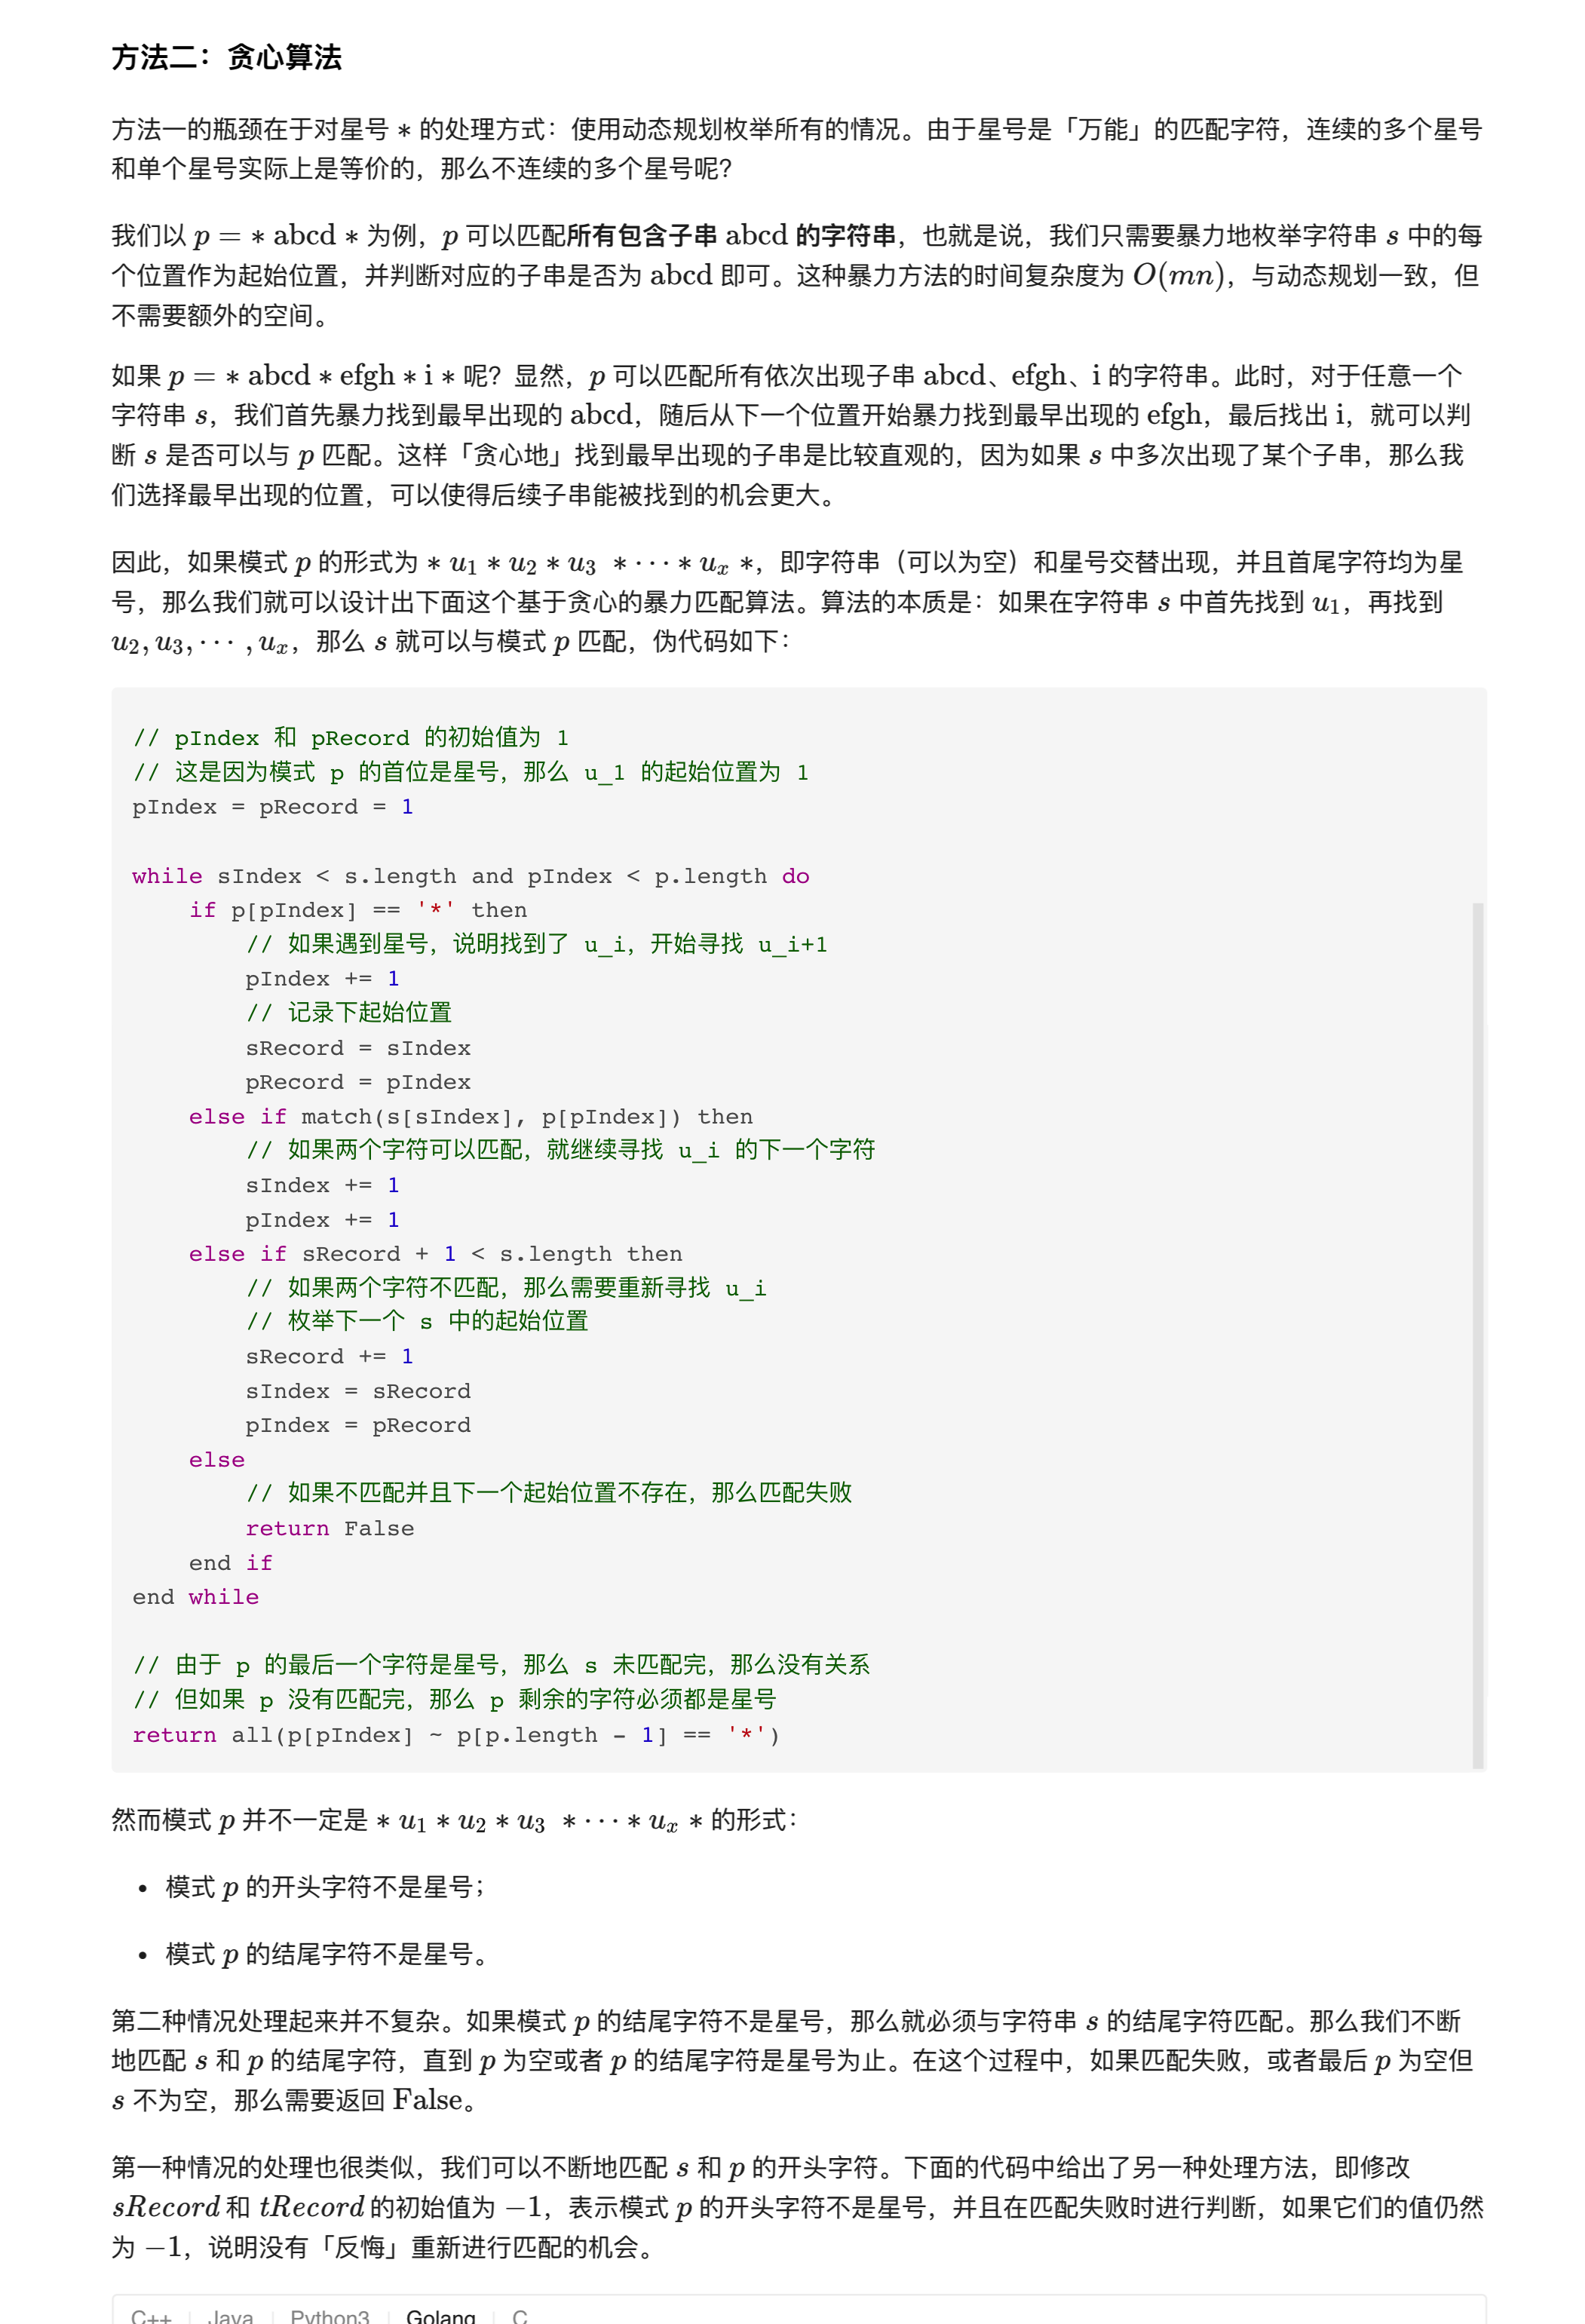 方法二：贪心算法
方法一的瓶颈在于对星号 ∗ 的处理方式：使用动态规划枚举所有的情况。由于星号是「万能」的匹配字符，连续的多个星号
和单个星号实际上是等价的，那么不连续的多个星号呢？
我们以 p = ∗ abcd ∗ 为例，p 可以匹配所有包含子串 abcd 的字符串，也就是说，我们只需要暴力地枚举字符串 s 中的每
个位置作为起始位置，并判断对应的子串是否为 abcd 即可。这种暴力方法的时间复杂度为 O(mn)，与动态规划一致，但
不需要额外的空间。
如果 p = ∗ abcd ∗ efgh ∗ i ∗ 呢？显然，p 可以匹配所有依次出现子串 abcd、efgh、i 的字符串。此时，对于任意一个
字符串 s，我们首先暴力找到最早出现的 abcd，随后从下一个位置开始暴力找到最早出现的 efgh，最后找出 i，就可以判
断 s 是否可以与 p 匹配。这样「贪心地」找到最早出现的子串是比较直观的，因为如果 s 中多次出现了某个子串，那么我
们选择最早出现的位置，可以使得后续子串能被找到的机会更大。
因此，如果模式 p 的形式为 ∗ u₁ ∗ u₂ ∗ u₃ ∗ ⋯ ∗ uₓ ∗，即字符串（可以为空）和星号交替出现，并且首尾字符均为星
号，那么我们就可以设计出下面这个基于贪心的暴力匹配算法。算法的本质是：如果在字符串 s 中首先找到 u₁，再找到
u₂, u₃, ⋯ , uₓ，那么 s 就可以与模式 p 匹配，伪代码如下：
// pIndex 和 pRecord 的初始值为 1
// 这是因为模式 p 的首位是星号，那么 u_1 的起始位置为 1
pIndex = pRecord = 1
while sIndex < s.length and pIndex < p.length do
if p[pIndex] == '*' then
// 如果遇到星号，说明找到了 u_i，开始寻找 u_i+1
pIndex += 1
// 记录下起始位置
sRecord = sIndex
pRecord = pIndex
else if match(s[sIndex], p[pIndex]) then
// 如果两个字符可以匹配，就继续寻找 u_i 的下一个字符
sIndex += 1
pIndex += 1
else if sRecord + 1 < s.length then
// 如果两个字符不匹配，那么需要重新寻找 u_i
// 枚举下一个 s 中的起始位置
sRecord += 1
sIndex = sRecord
pIndex = pRecord
else
// 如果不匹配并且下一个起始位置不存在，那么匹配失败
return False
end if
end while
// 由于 p 的最后一个字符是星号，那么 s 未匹配完，那么没有关系
// 但如果 p 没有匹配完，那么 p 剩余的字符必须都是星号
return all(p[pIndex] ~ p[p.length - 1] == '*')
然而模式 p 并不一定是 ∗ u₁ ∗ u₂ ∗ u₃ ∗ ⋯ ∗ uₓ ∗ 的形式：
• 模式 p 的开头字符不是星号；
• 模式 p 的结尾字符不是星号。
第二种情况处理起来并不复杂。如果模式 p 的结尾字符不是星号，那么就必须与字符串 s 的结尾字符匹配。那么我们不断
地匹配 s 和 p 的结尾字符，直到 p 为空或者 p 的结尾字符是星号为止。在这个过程中，如果匹配失败，或者最后 p 为空但
s 不为空，那么需要返回 False。
第一种情况的处理也很类似，我们可以不断地匹配 s 和 p 的开头字符。下面的代码中给出了另一种处理方法，即修改
sRecord 和 tRecord 的初始值为 −1，表示模式 p 的开头字符不是星号，并且在匹配失败时进行判断，如果它们的值仍然
为 −1，说明没有「反悔」重新进行匹配的机会。
C++ Java Python3 Golang C